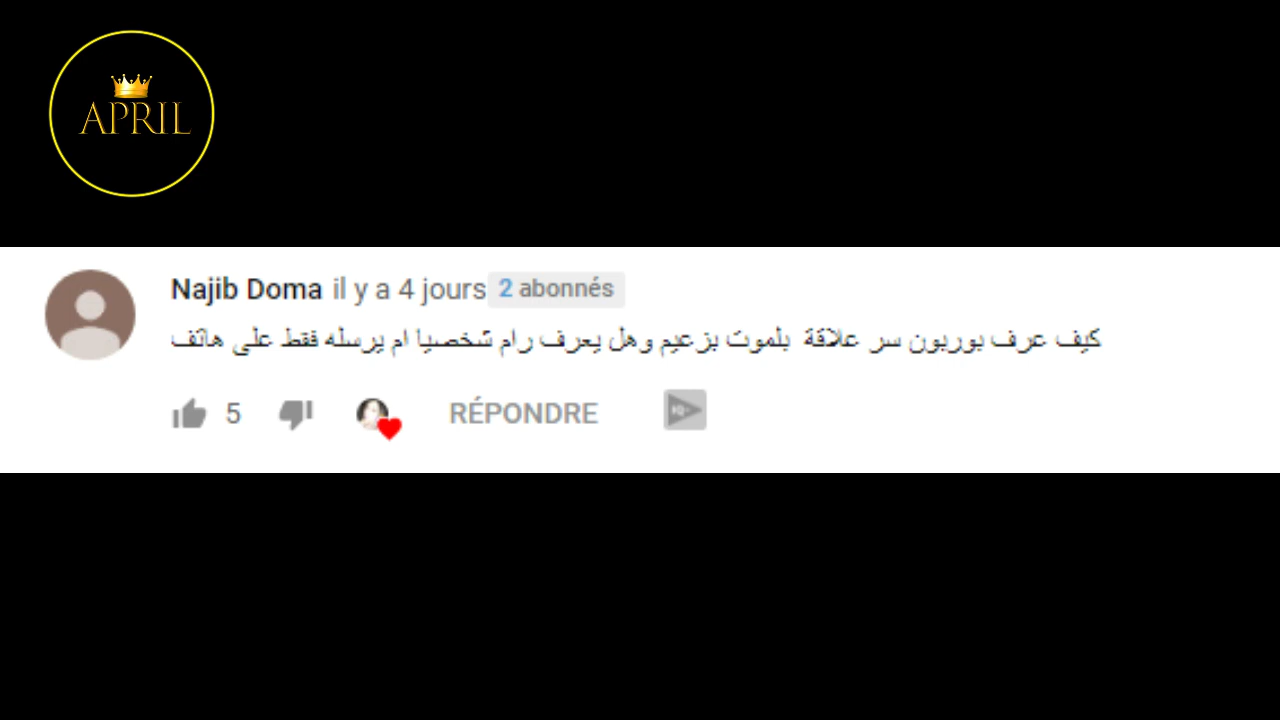 APRIL
Najib Doma il y a 4 jours 2 abonnés
كيف عرف بوربون سر علاقة بلموت بزعيم وهل يعرف رام شخصيا ام يرسله فقط على هاتف
5 RÉPONDRE